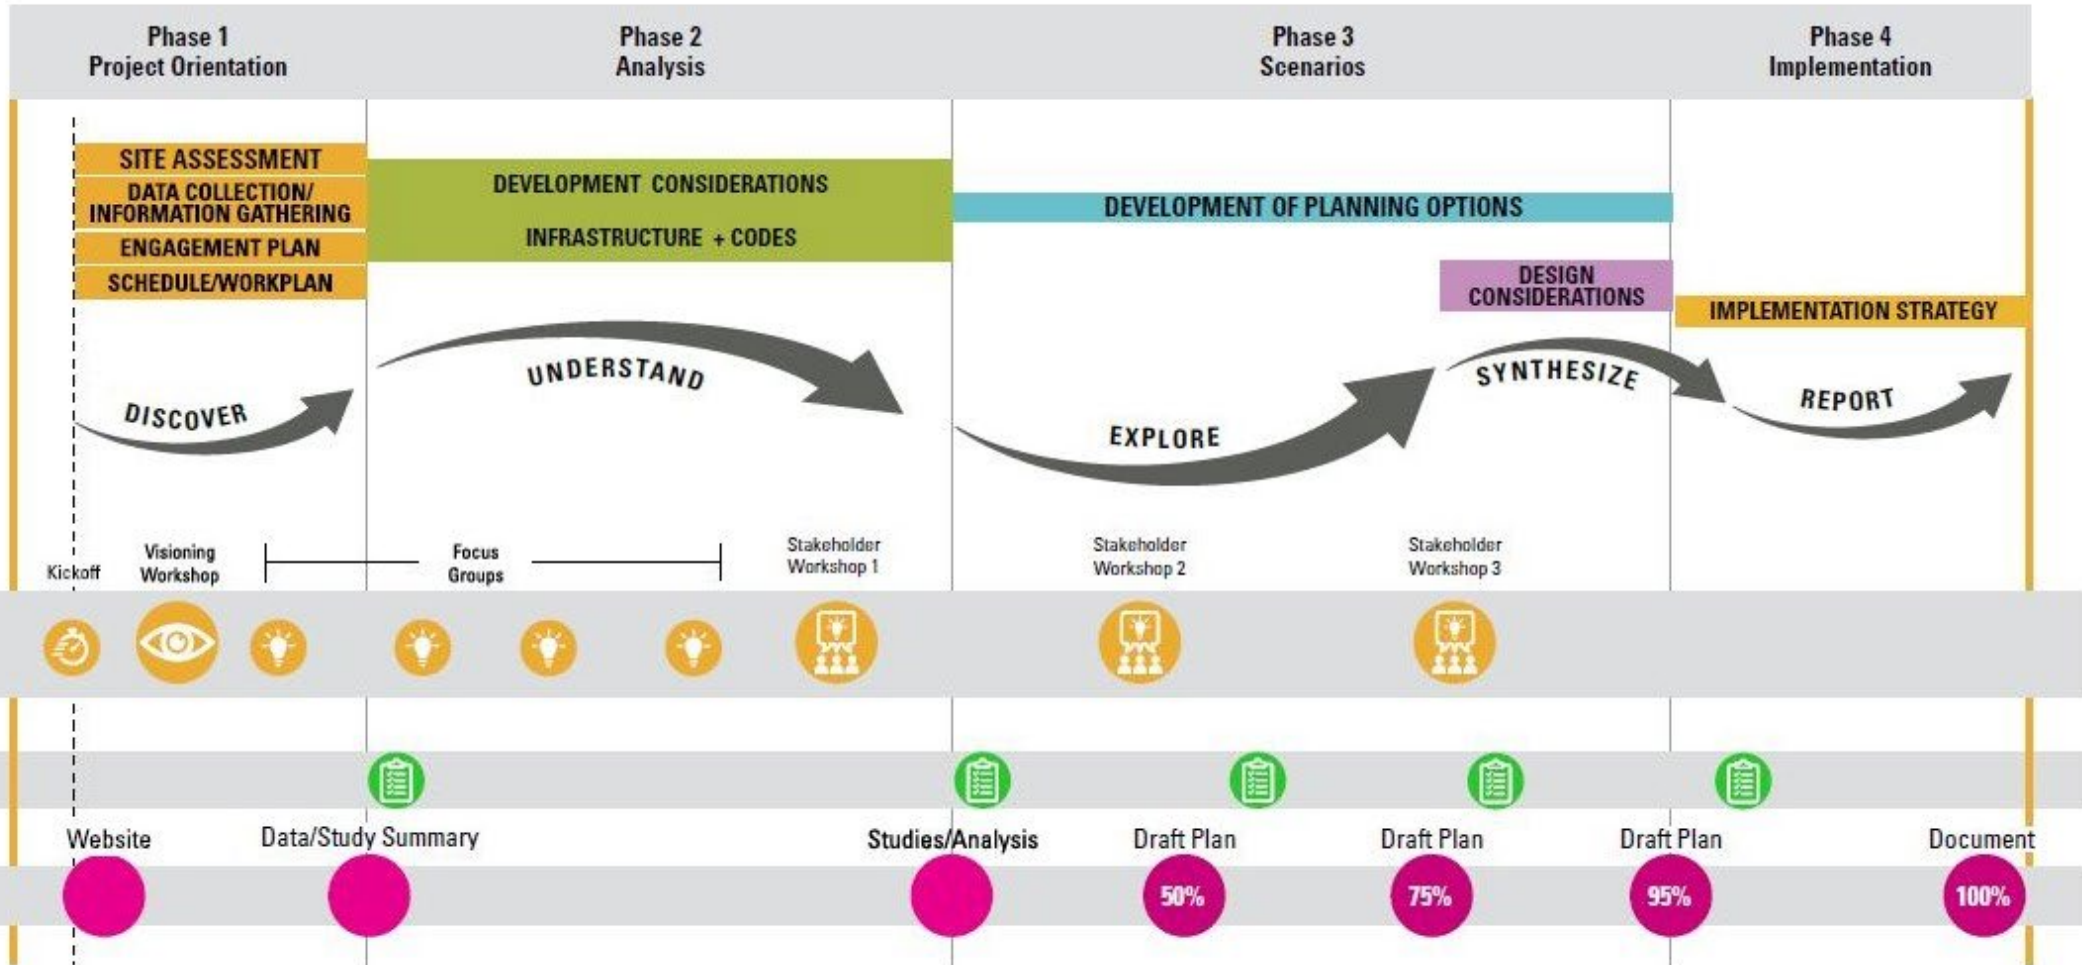 Phase 1
Project Orientation
Phase 2
Analysis
Phase 3
Scenarios
Phase 4
Implementation
SITE ASSESSMENT
DATA COLLECTION/
INFORMATION GATHERING
ENGAGEMENT PLAN
SCHEDULE/WORKPLAN
DEVELOPMENT CONSIDERATIONS
INFRASTRUCTURE + CODES
DEVELOPMENT OF PLANNING OPTIONS
DESIGN
CONSIDERATIONS
IMPLEMENTATION STRATEGY
DISCOVER
UNDERSTAND
EXPLORE
SYNTHESIZE
REPORT
Kickoff
Visioning
Workshop
Focus
Groups
Stakeholder
Workshop 1
Stakeholder
Workshop 2
Stakeholder
Workshop 3
Website
Data/Study Summary
Studies/Analysis
Draft Plan
50%
Draft Plan
75%
Draft Plan
95%
Document
100%